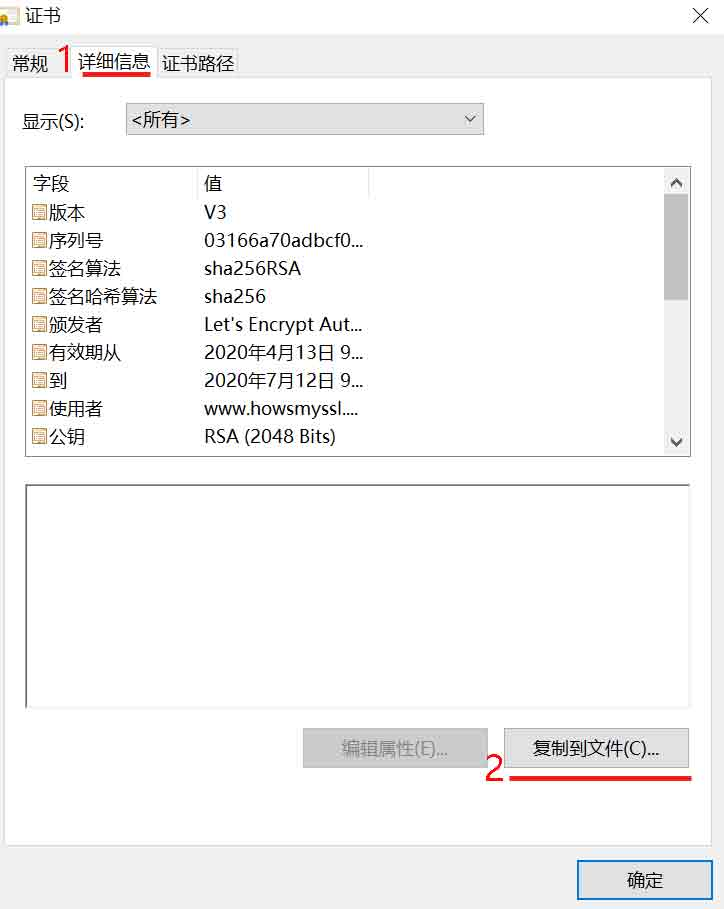 证书
常规 1 详细信息 证书路径
显示(S): <所有>
字段 值
版本 V3
序列号 03166a70adbcf0...
签名算法 sha256RSA
签名哈希算法 sha256
颁发者 Let's Encrypt Aut...
有效期从 2020年4月13日 9...
到 2020年7月12日 9...
使用者 www.howsmyssl....
公钥 RSA (2048 Bits)
编辑属性(E)... 2 复制到文件(C)...
确定